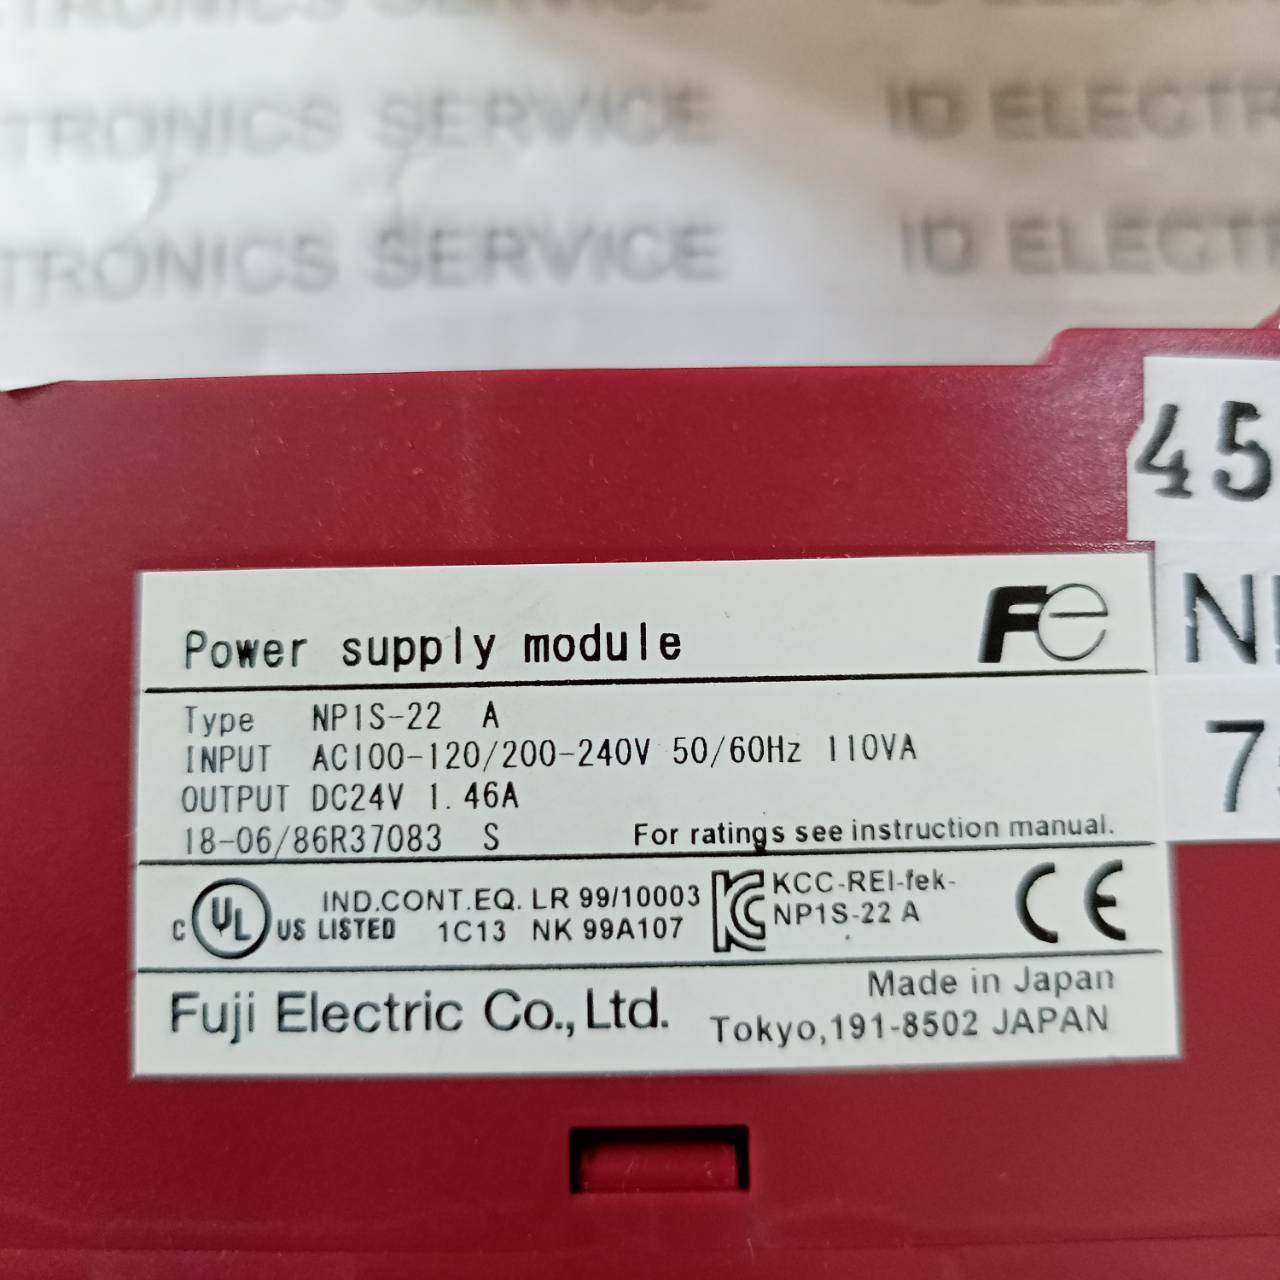 TRONICS SERVICE ID ELECTR
TRONICS SERVICE ID ELECTR
45
Power supply module Fe
Type NP1S-22 A
INPUT AC100-120/200-240V 50/60Hz 110VA
OUTPUT DC24V 1.46A
18-06/86R37083 S For ratings see instruction manual.
C UL US LISTED IND.CONT.EQ. LR 99/10003
1C13 NK 99A107
KCC-REI-fek-
NP1S-22 A
CE
Fuji Electric Co., Ltd.
Made in Japan
Tokyo,191-8502 JAPAN
N
7